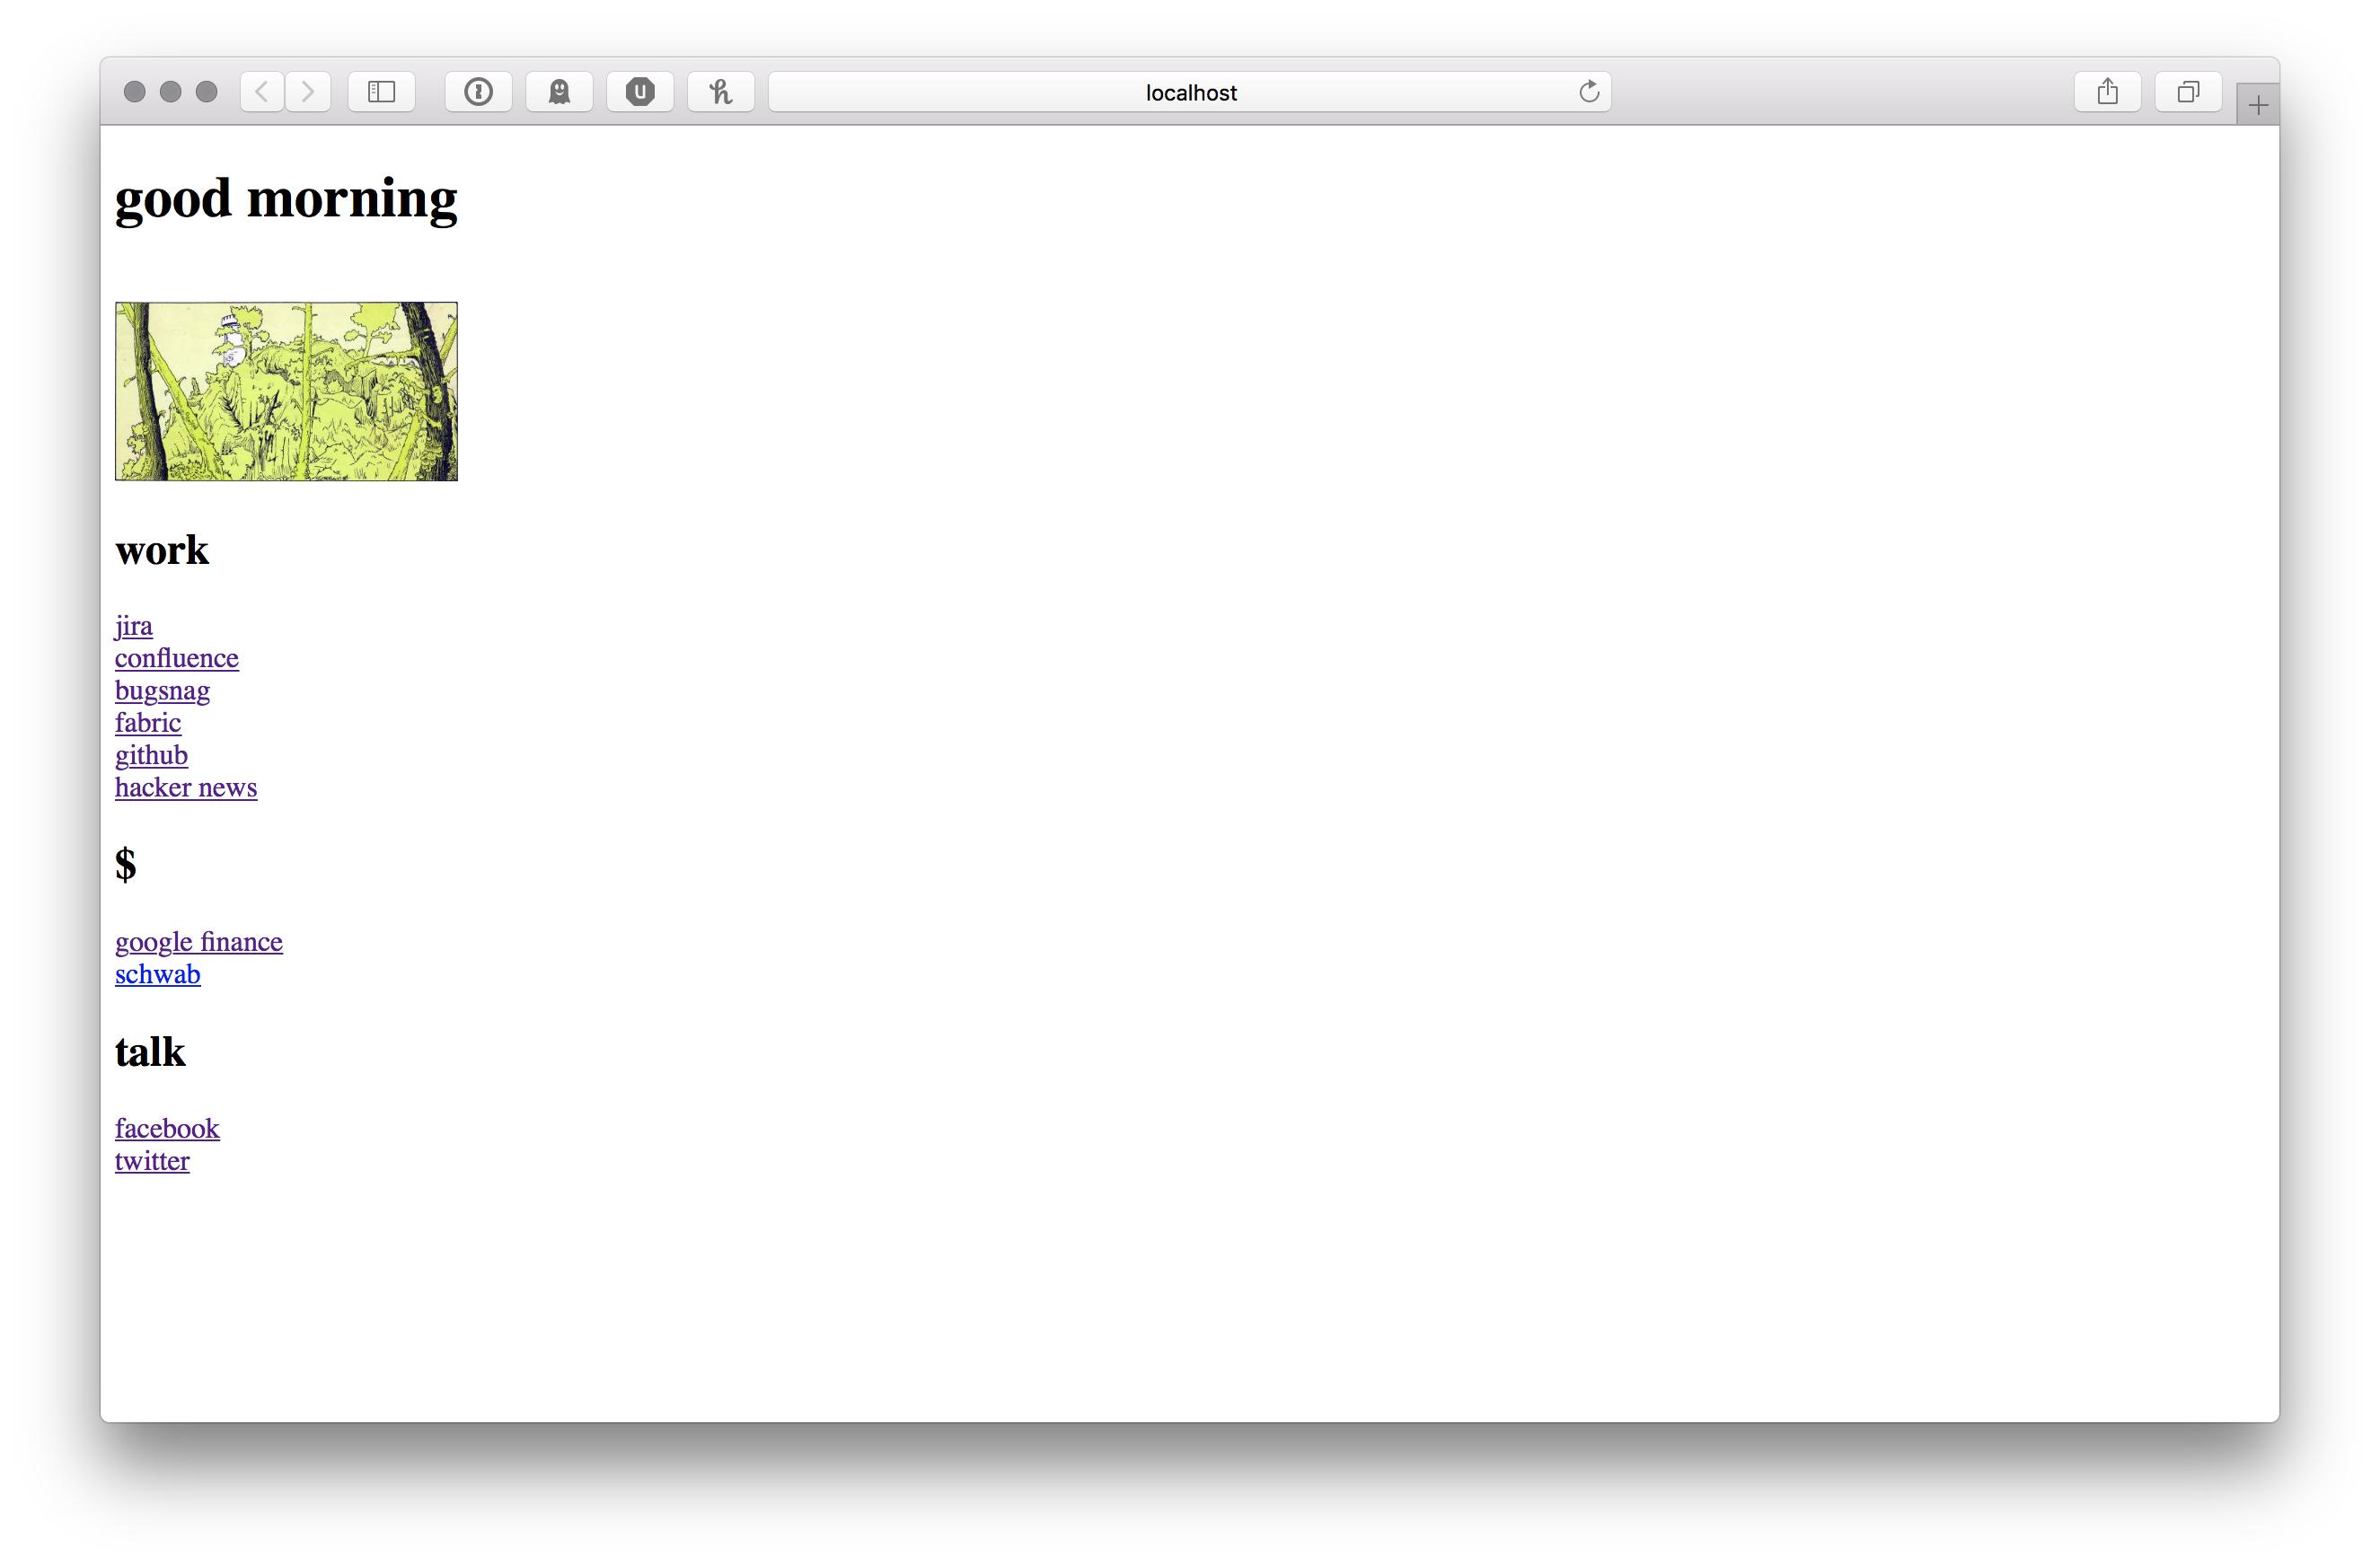 localhost
good morning
work
jira
confluence
bugsnag
fabric
github
hacker news
$
google finance
schwab
talk
facebook
twitter